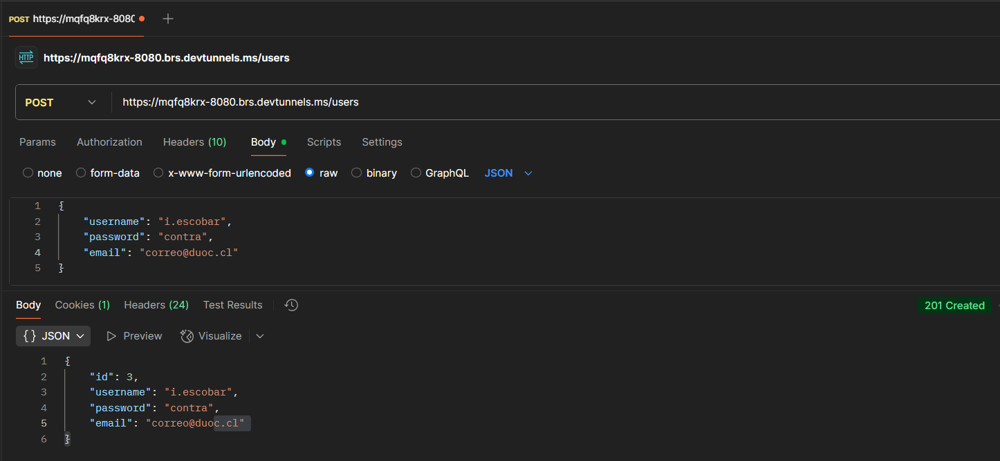 POST https://mqfq8krx-808
HTTP https://mqfq8krx-8080.brs.devtunnels.ms/users
POST https://mqfq8krx-8080.brs.devtunnels.ms/users
Params Authorization Headers (10) Body Scripts Settings
none form-data x-www-form-urlencoded raw binary GraphQL JSON
1 {
2 "username": "i.escobar",
3 "password": "contra",
4 "email": "correo@duoc.cl"
5 }
Body Cookies (1) Headers (24) Test Results 201 Created
{} JSON Preview Visualize
1 {
2 "id": 3,
3 "username": "i.escobar",
4 "password": "contra",
5 "email": "correo@duoc.cl"
6 }